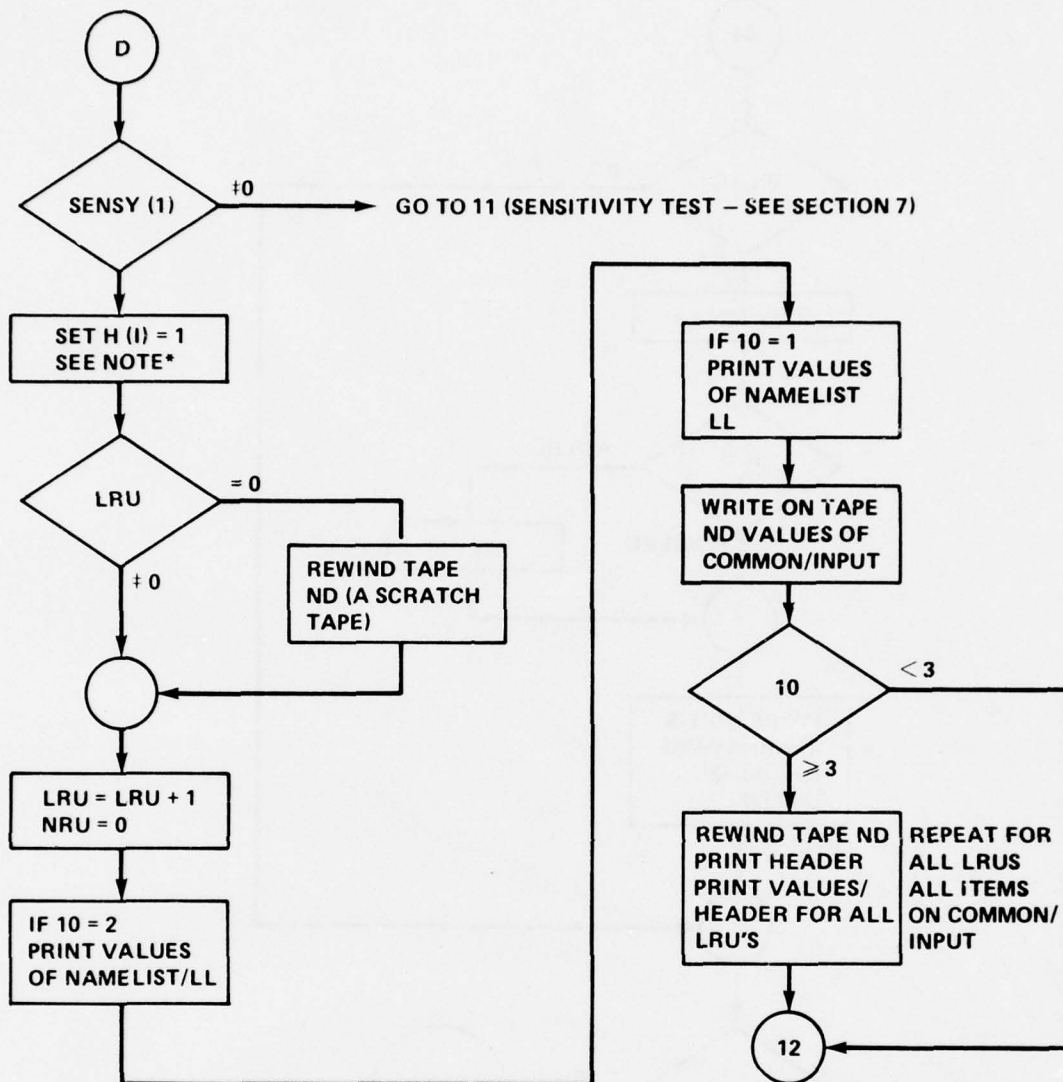 D
SENSY (1)
‡0
GO TO 11 (SENSITIVITY TEST – SEE SECTION 7)
SET H (I) = 1
SEE NOTE*
LRU
= 0
‡ 0
REWIND TAPE
ND (A SCRATCH
TAPE)
LRU = LRU + 1
NRU = 0
IF 10 = 2
PRINT VALUES
OF NAMELIST/LL
IF 10 = 1
PRINT VALUES
OF NAMELIST
LL
WRITE ON TAPE
ND VALUES OF
COMMON/INPUT
10
< 3
⩾3
REWIND TAPE ND
PRINT HEADER
PRINT VALUES/
HEADER FOR ALL
LRU'S
REPEAT FOR
ALL LRUS
ALL ITEMS
ON COMMON/
INPUT
12